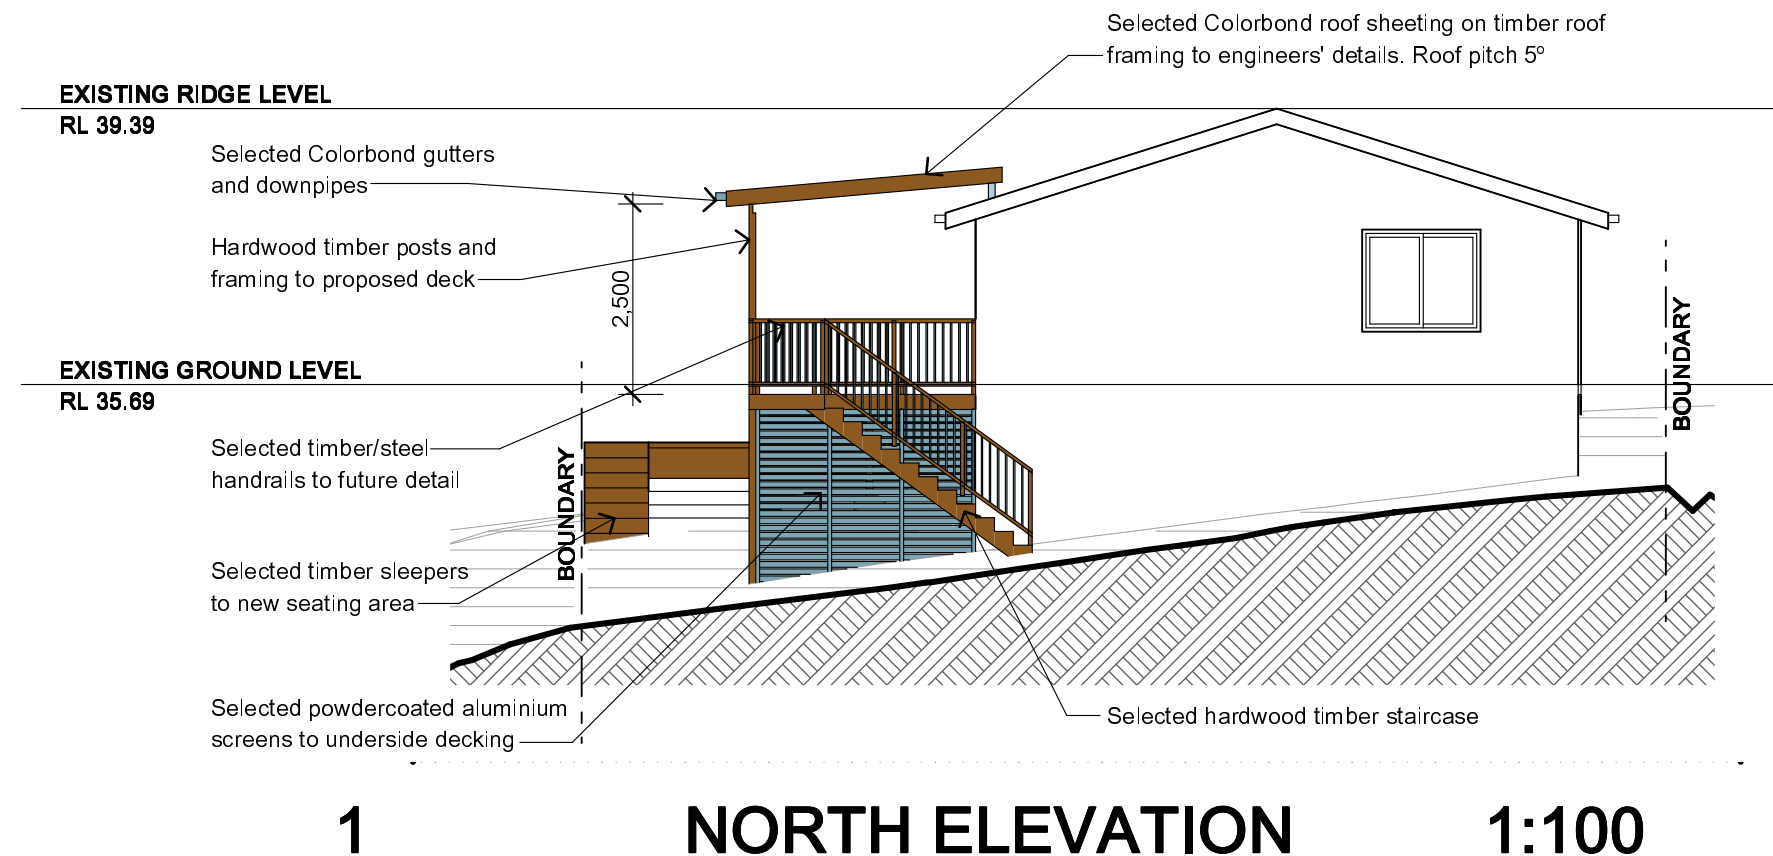 Selected Colorbond roof sheeting on timber roof
framing to engineers' details. Roof pitch 5º
EXISTING RIDGE LEVEL
RL 39.39
Selected Colorbond gutters
and downpipes
Hardwood timber posts and
framing to proposed deck
2,500
BOUNDARY
EXISTING GROUND LEVEL
RL 35.69
Selected timber/steel
handrails to future detail
BOUNDARY
Selected timber sleepers
to new seating area
Selected powdercoated aluminium
screens to underside decking
Selected hardwood timber staircase
1 NORTH ELEVATION 1:100